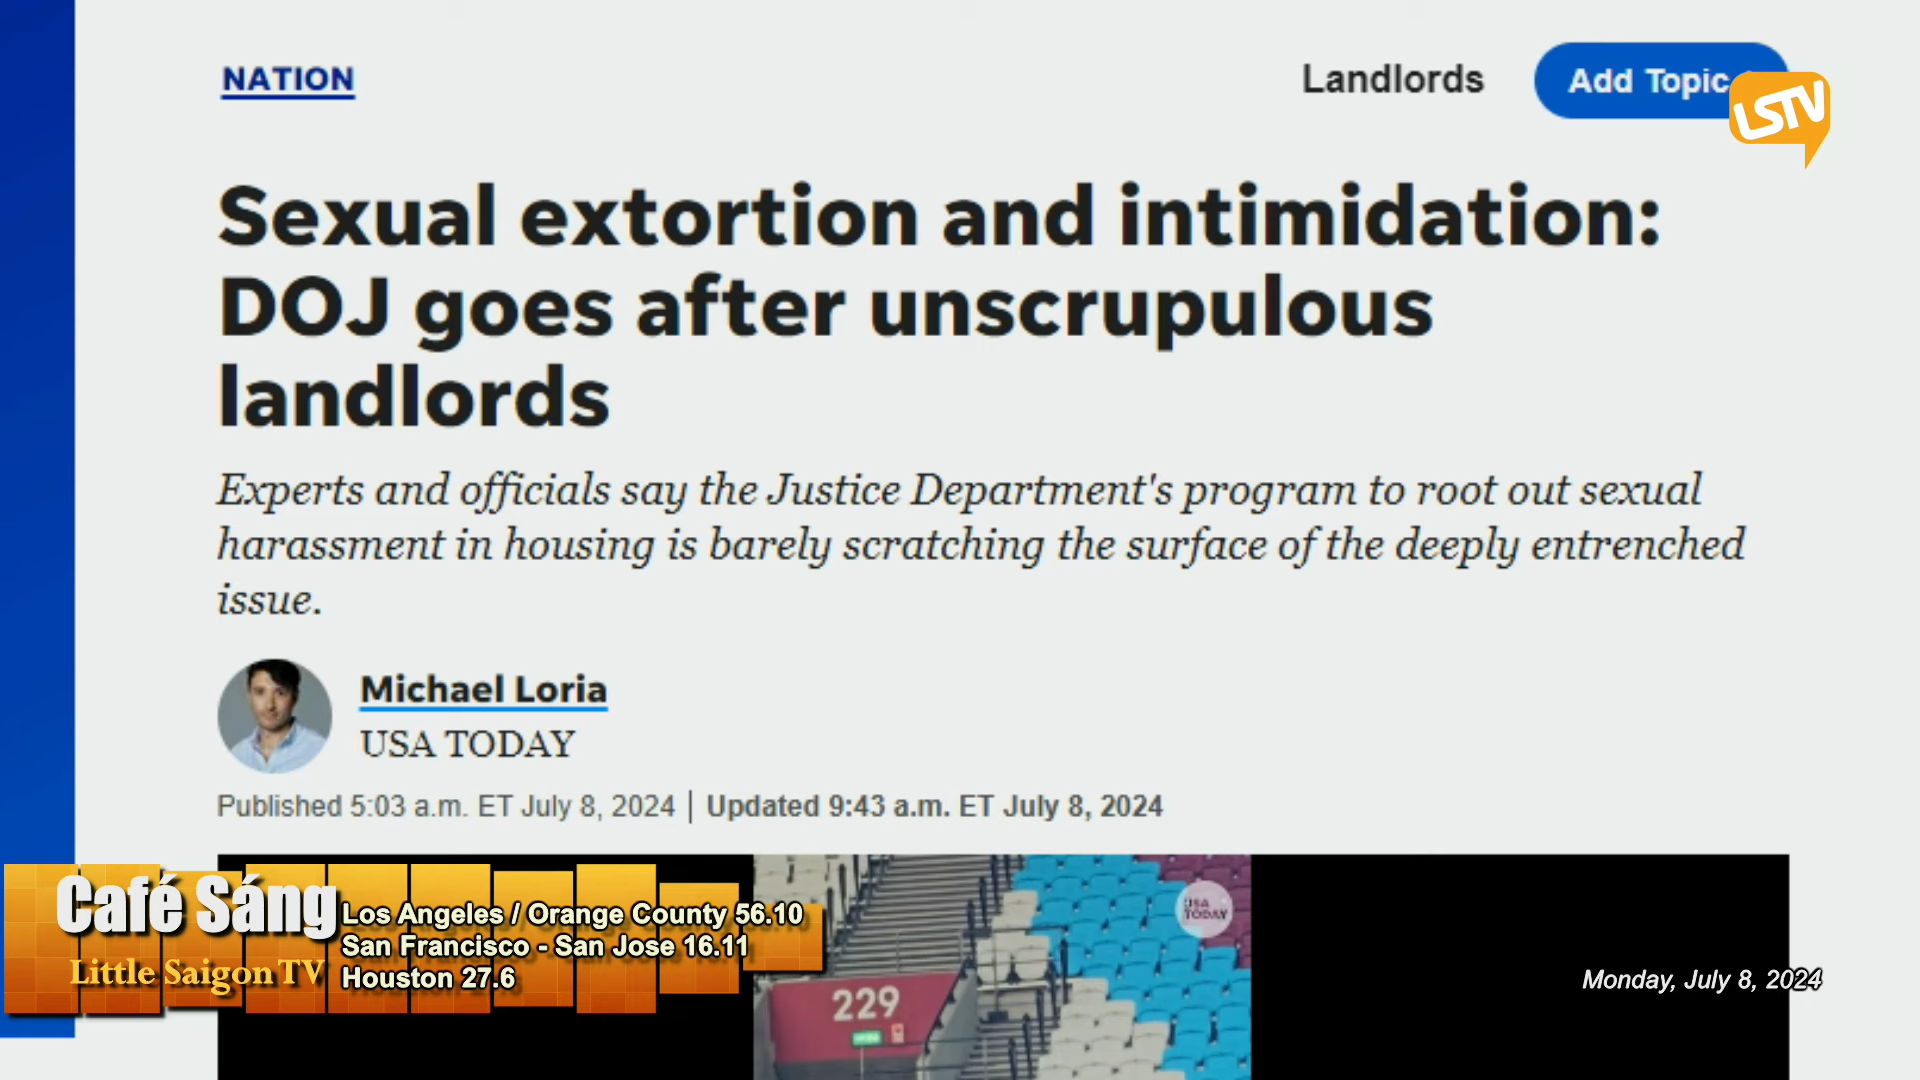 NATION
Landlords
Add Topic
LSTV
Sexual extortion and intimidation:
DOJ goes after unscrupulous
landlords
Experts and officials say the Justice Department's program to root out sexual
harassment in housing is barely scratching the surface of the deeply entrenched
issue.
Michael Loria
USA TODAY
Published 5:03 a.m. ET July 8, 2024 | Updated 9:43 a.m. ET July 8, 2024
USA
TODAY
229
Café Sáng
Little Saigon TV
Los Angeles / Orange County 56.10
San Francisco - San Jose 16.11
Houston 27.6
Monday, July 8, 2024